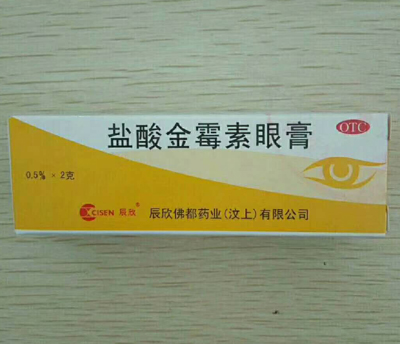 盐酸金霉素眼膏
OTC
0.5% × 2克
CISEN 辰欣®
辰欣佛都药业(汶上)有限公司